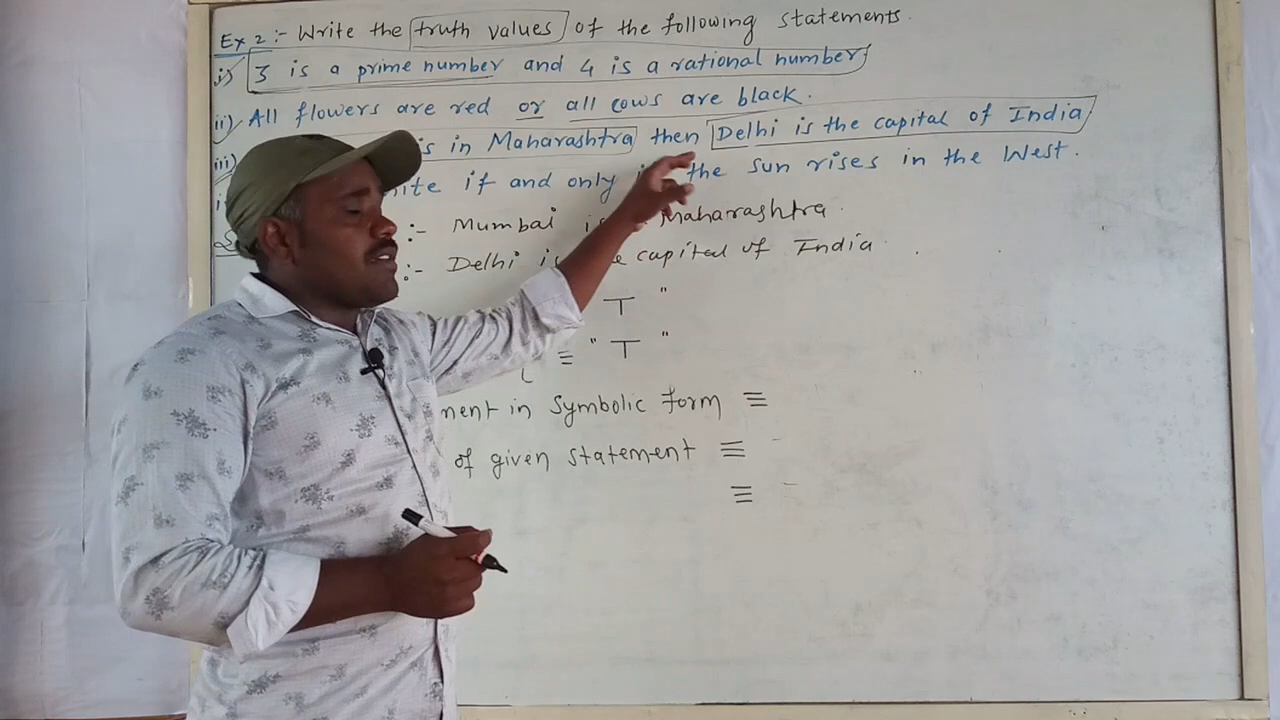 Ex 2 :- Write the truth values of the following statements.
i) 3 is a prime number and 4 is a rational number
ii) All flowers are red or all cows are black.
iii) is in Maharashtra then Delhi is the capital of India
if and only the sun rises in the West.
:- Mumbai Maharashtra.
:- Delhi capital of India.
T "
≡ " T "
in Symbolic form ≡
of given statement ≡
≡